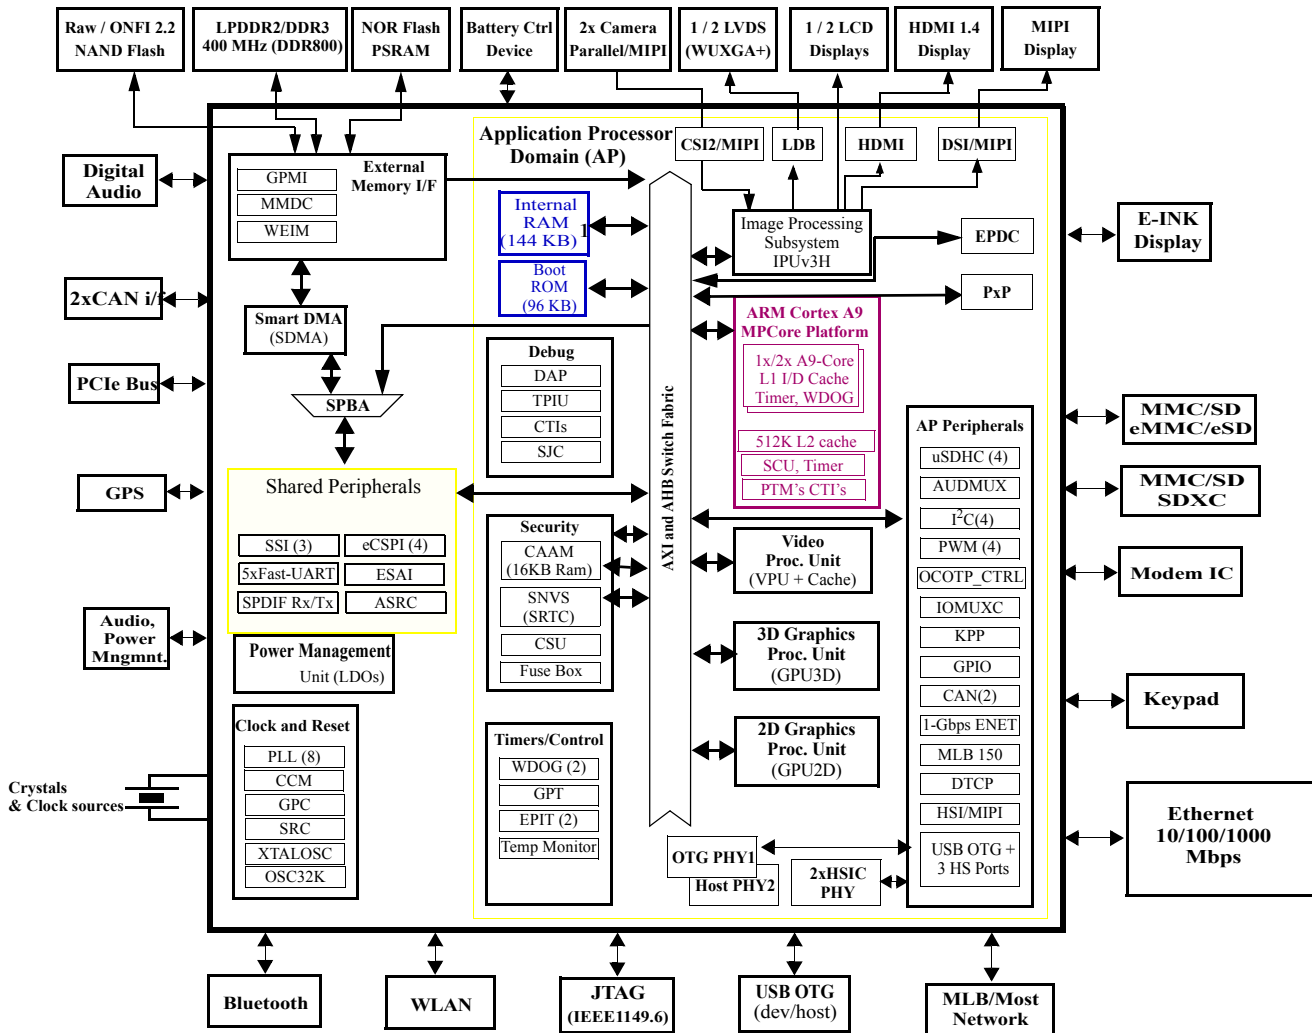 Raw / ONFI 2.2
NAND Flash
LPDDR2/DDR3
400 MHz (DDR800)
NOR Flash
PSRAM
Battery Ctrl
Device
2x Camera
Parallel/MIPI
1 / 2 LVDS
(WUXGA+)
1 / 2 LCD
Displays
HDMI 1.4
Display
MIPI
Display
Digital
Audio
2xCAN i/f
PCIe Bus
GPS
Audio,
Power
Mngmnt.
Crystals
& Clock sources
External
Memory I/F
GPMI
MMDC
WEIM
Smart DMA
(SDMA)
SPBA
Shared Peripherals
SSI (3)
eCSPI (4)
5xFast-UART
ESAI
SPDIF Rx/Tx
ASRC
Power Management
Unit (LDOs)
Clock and Reset
PLL (8)
CCM
GPC
SRC
XTALOSC
OSC32K
Application Processor
Domain (AP)
Internal
RAM
(144 KB)
1
Boot
ROM
(96 KB)
Debug
DAP
TPIU
CTIs
SJC
Security
CAAM
(16KB Ram)
SNVS
(SRTC)
CSU
Fuse Box
Timers/Control
WDOG (2)
GPT
EPIT (2)
Temp Monitor
AXI and AHB Switch Fabric
CSI2/MIPI
LDB
HDMI
DSI/MIPI
Image Processing
Subsystem
IPUv3H
EPDC
PxP
ARM Cortex A9
MPCore Platform
1x/2x A9-Core
L1 I/D Cache
Timer, WDOG
512K L2 cache
SCU, Timer
PTM's CTI's
Video
Proc. Unit
(VPU + Cache)
3D Graphics
Proc. Unit
(GPU3D)
2D Graphics
Proc. Unit
(GPU2D)
OTG PHY1
Host PHY2
2xHSIC
PHY
AP Peripherals
uSDHC (4)
AUDMUX
I2C(4)
PWM (4)
OCOTP_CTRL
IOMUXC
KPP
GPIO
CAN(2)
1-Gbps ENET
MLB 150
DTCP
HSI/MIPI
USB OTG +
3 HS Ports
E-INK
Display
MMC/SD
eMMC/eSD
MMC/SD
SDXC
Modem IC
Keypad
Ethernet
10/100/1000
Mbps
Bluetooth
WLAN
JTAG
(IEEE1149.6)
USB OTG
(dev/host)
MLB/Most
Network